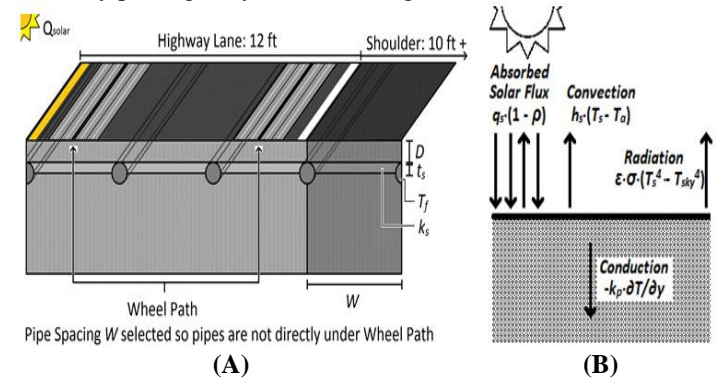 Qsolar
Highway Lane: 12 ft
Shoulder: 10 ft +
D
ts
Tf
ks
Wheel Path
W
Pipe Spacing W selected so pipes are not directly under Wheel Path
(A)
Absorbed
Solar Flux
qs·(1 - ρ)
Convection
hs·(Ts - Ta)
Radiation
ε·σ·(Ts⁴ - Tsky⁴)
Conduction
-kp·∂T/∂y
(B)